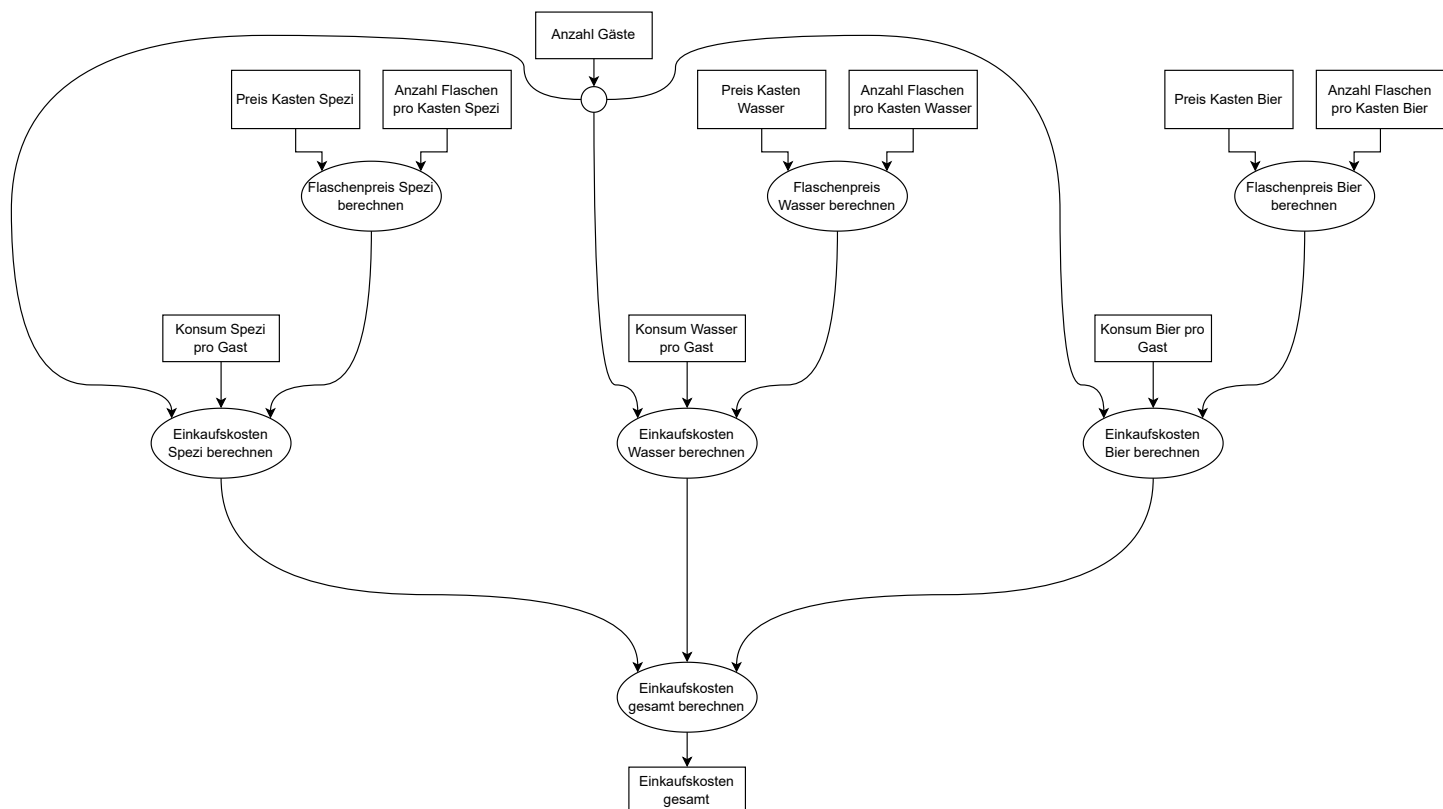 Anzahl Gäste
Preis Kasten Spezi
Anzahl Flaschen
pro Kasten Spezi
Preis Kasten
Wasser
Anzahl Flaschen
pro Kasten Wasser
Preis Kasten Bier
Anzahl Flaschen
pro Kasten Bier
Flaschenpreis Spezi
berechnen
Flaschenpreis
Wasser berechnen
Flaschenpreis Bier
berechnen
Konsum Spezi
pro Gast
Konsum Wasser
pro Gast
Konsum Bier pro
Gast
Einkaufskosten
Spezi berechnen
Einkaufskosten
Wasser berechnen
Einkaufskosten
Bier berechnen
Einkaufskosten
gesamt berechnen
Einkaufskosten
gesamt